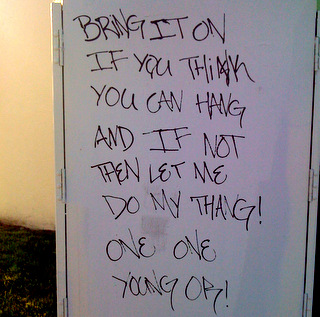 BRING IT ON
IF YOU THINK
YOU CAN HANG
AND IF NOT
THEN LET ME
DO MY THANG!
ONE ONE
YOUNG OR!